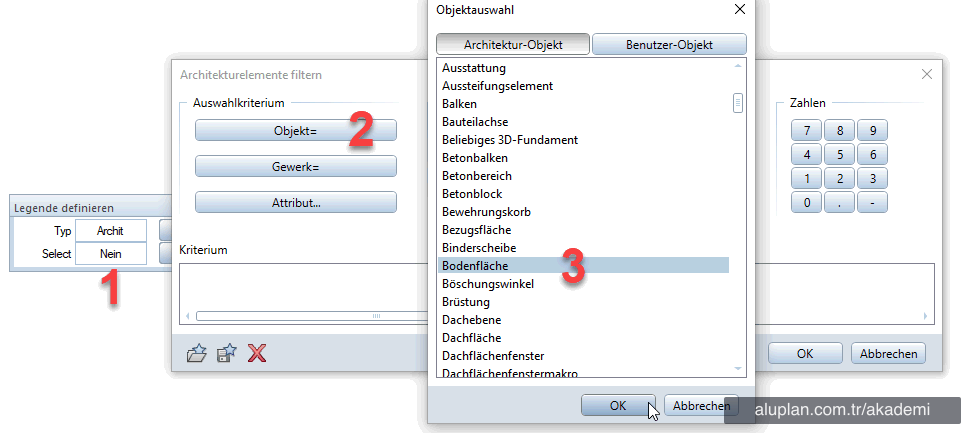 Objektauswahl
Architektur-Objekt
Benutzer-Objekt
Ausstattung
Aussteifungselement
Balken
Bauteilachse
Beliebiges 3D-Fundament
Betonbalken
Betonbereich
Betonblock
Bewehrungskorb
Bezugsfläche
Binderscheibe
Bodenfläche
3
Böschungswinkel
Brüstung
Dachebene
Dachfläche
Dachflächenfenster
Dachflächenfenstermakro
OK
Abbrechen
Architekturelemente filtern
Auswahlkriterium
Objekt=
2
Gewerk=
Attribut...
Kriterium
Zahlen
7 8 9
4 5 6
1 2 3
0 . -
OK
Abbrechen
Legende definieren
Typ Archit
Select Nein
1
aluplan.com.tr/akademi